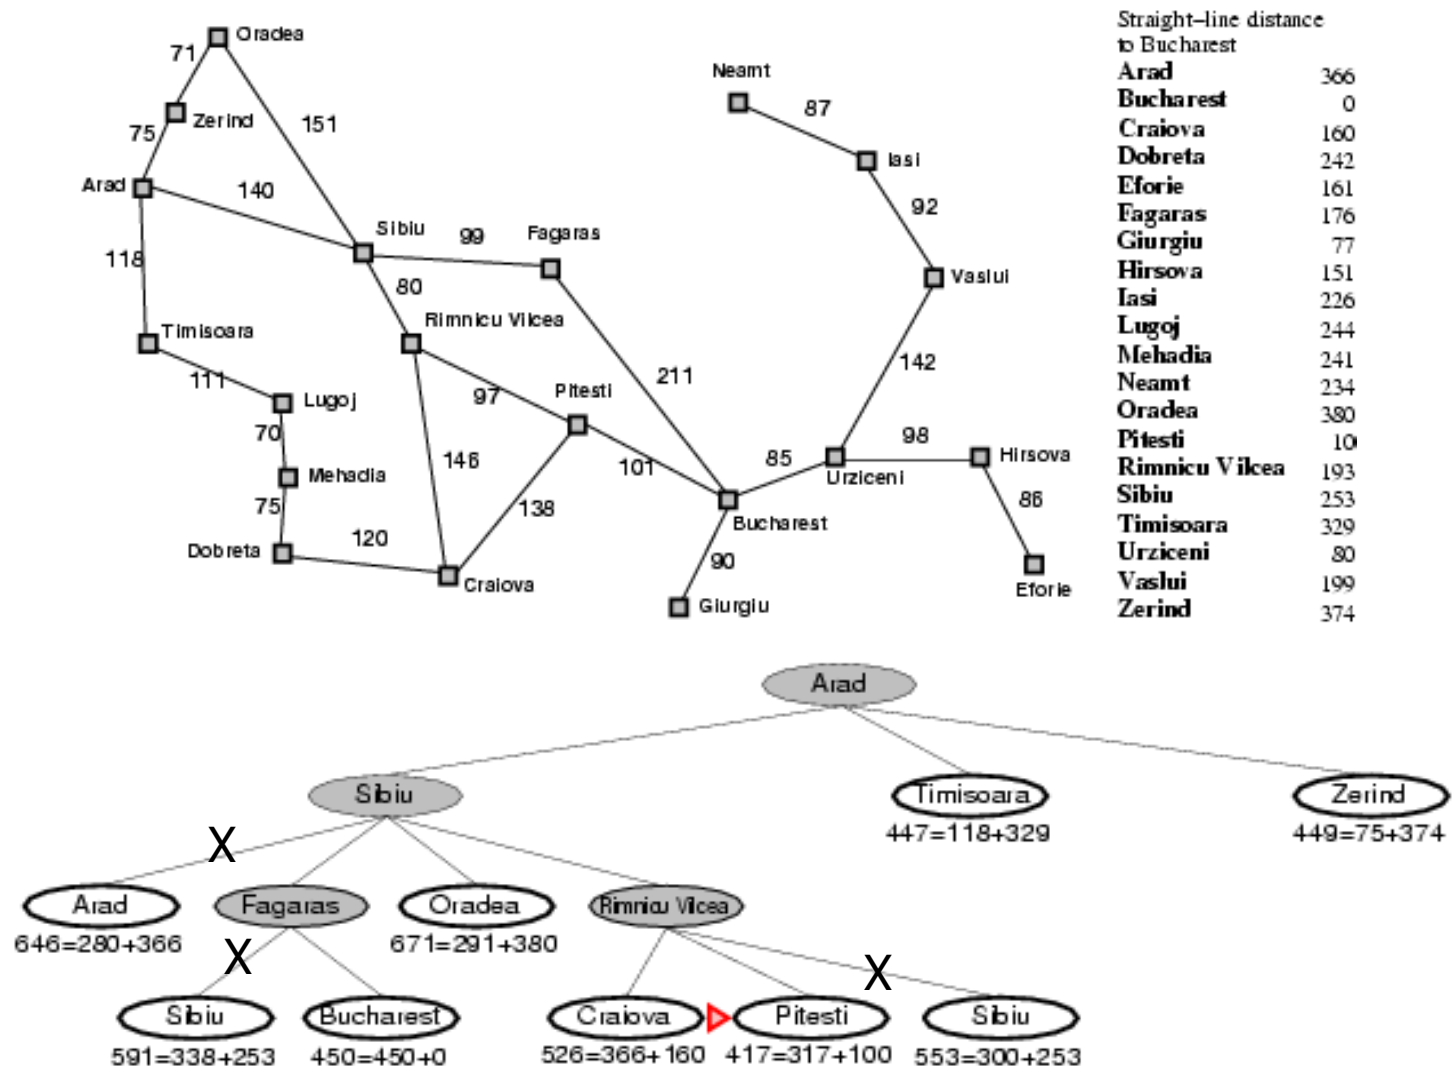 Oradea
71
Zerind
75
151
Arad
140
118
Sibiu
99
Fagaras
80
Rimnicu Vilcea
Timisoara
111
Lugoj
70
Mehadia
75
Dobreta
120
Craiova
146
97
Pitesti
138
101
211
Bucharest
90
Giurgiu
85
Urziceni
98
Hirsova
86
Eforie
142
Vaslui
92
Iasi
87
Neamt
Straight–line distance
to Bucharest
Arad 366
Bucharest 0
Craiova 160
Dobreta 242
Eforie 161
Fagaras 176
Giurgiu 77
Hirsova 151
Iasi 226
Lugoj 244
Mehadia 241
Neamt 234
Oradea 380
Pitesti 10
Rimnicu Vilcea 193
Sibiu 253
Timisoara 329
Urziceni 80
Vaslui 199
Zerind 374
Arad
Sibiu
Timisoara
Zerind
447=118+329
449=75+374
X
Arad
Fagaras
Oradea
Rimnicu Vilcea
646=280+366
671=291+380
X
X
Sibiu
Bucharest
Craiova
Pitesti
Sibiu
591=338+253
450=450+0
526=366+160
417=317+100
553=300+253